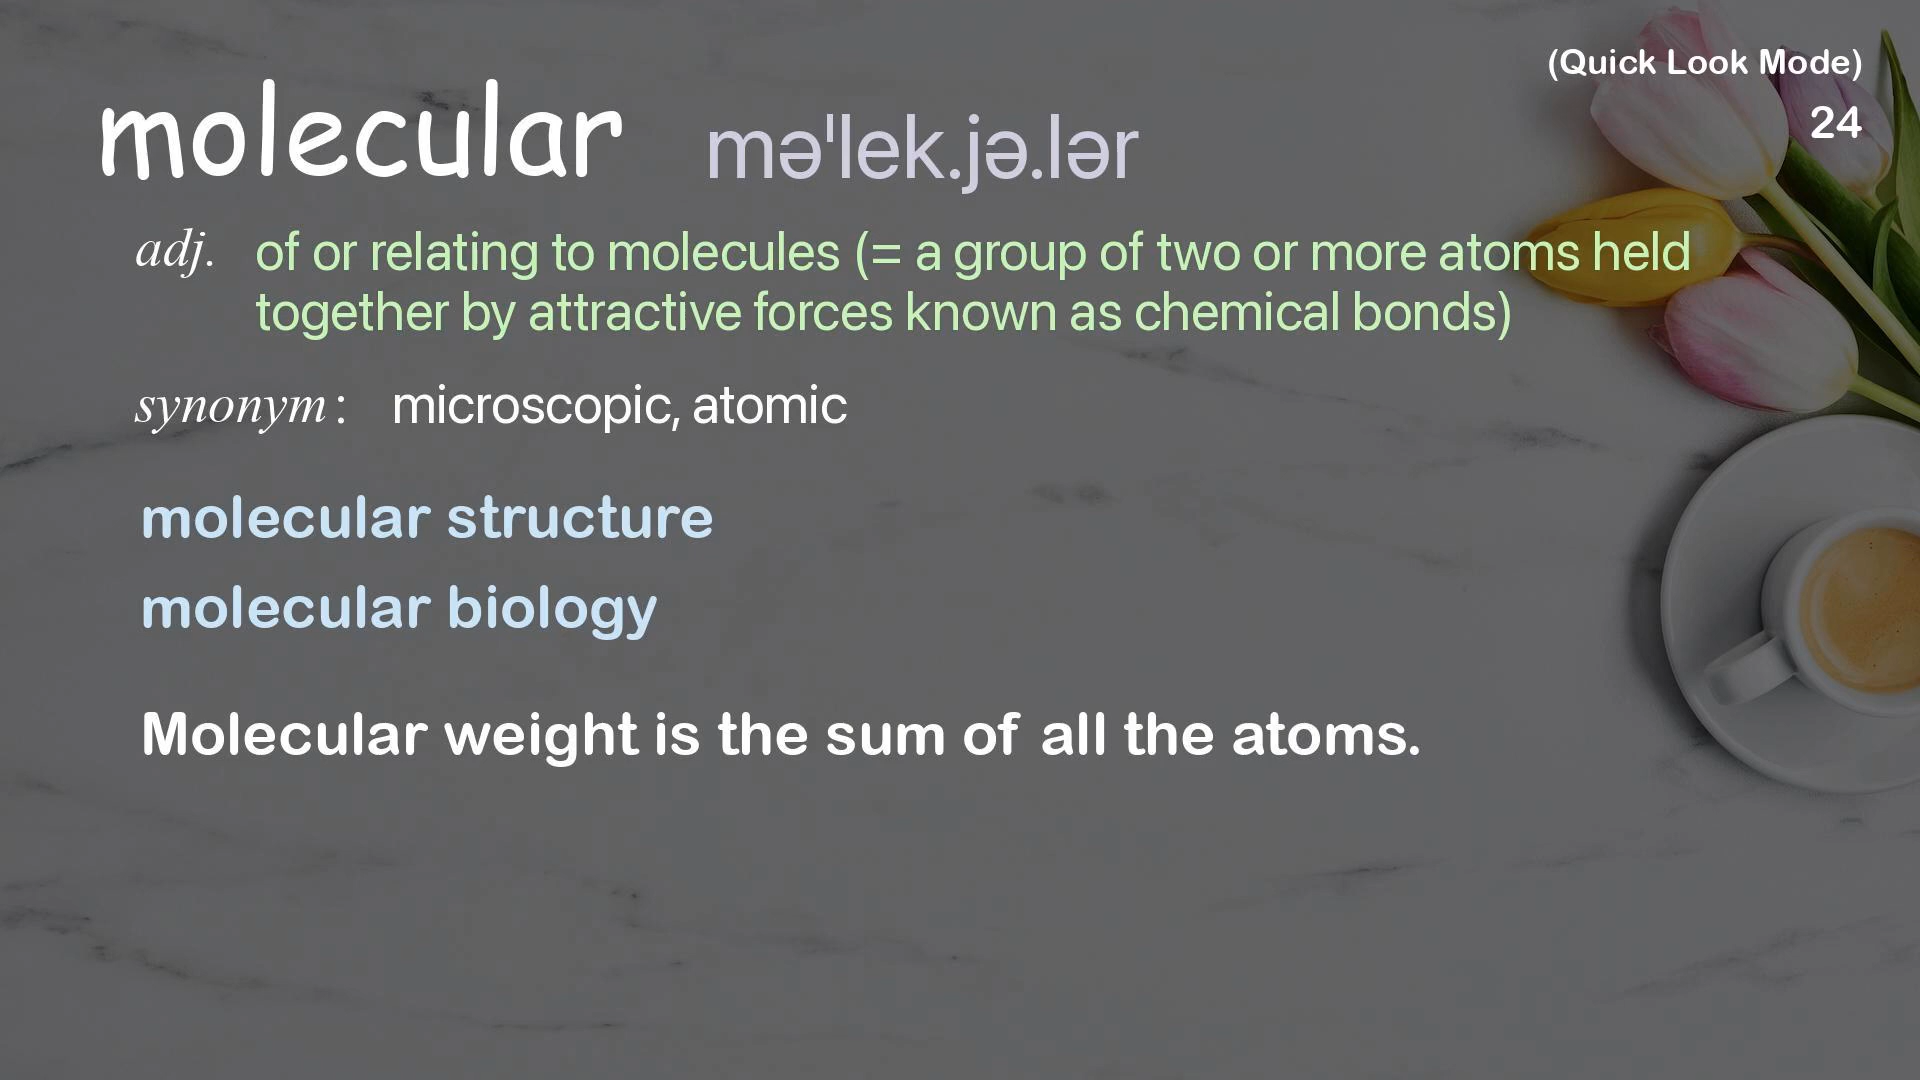 (Quick Look Mode)
24
molecular məˈlek.jə.lər
adj. of or relating to molecules (= a group of two or more atoms held
together by attractive forces known as chemical bonds)
synonym: microscopic, atomic
molecular structure
molecular biology
Molecular weight is the sum of all the atoms.